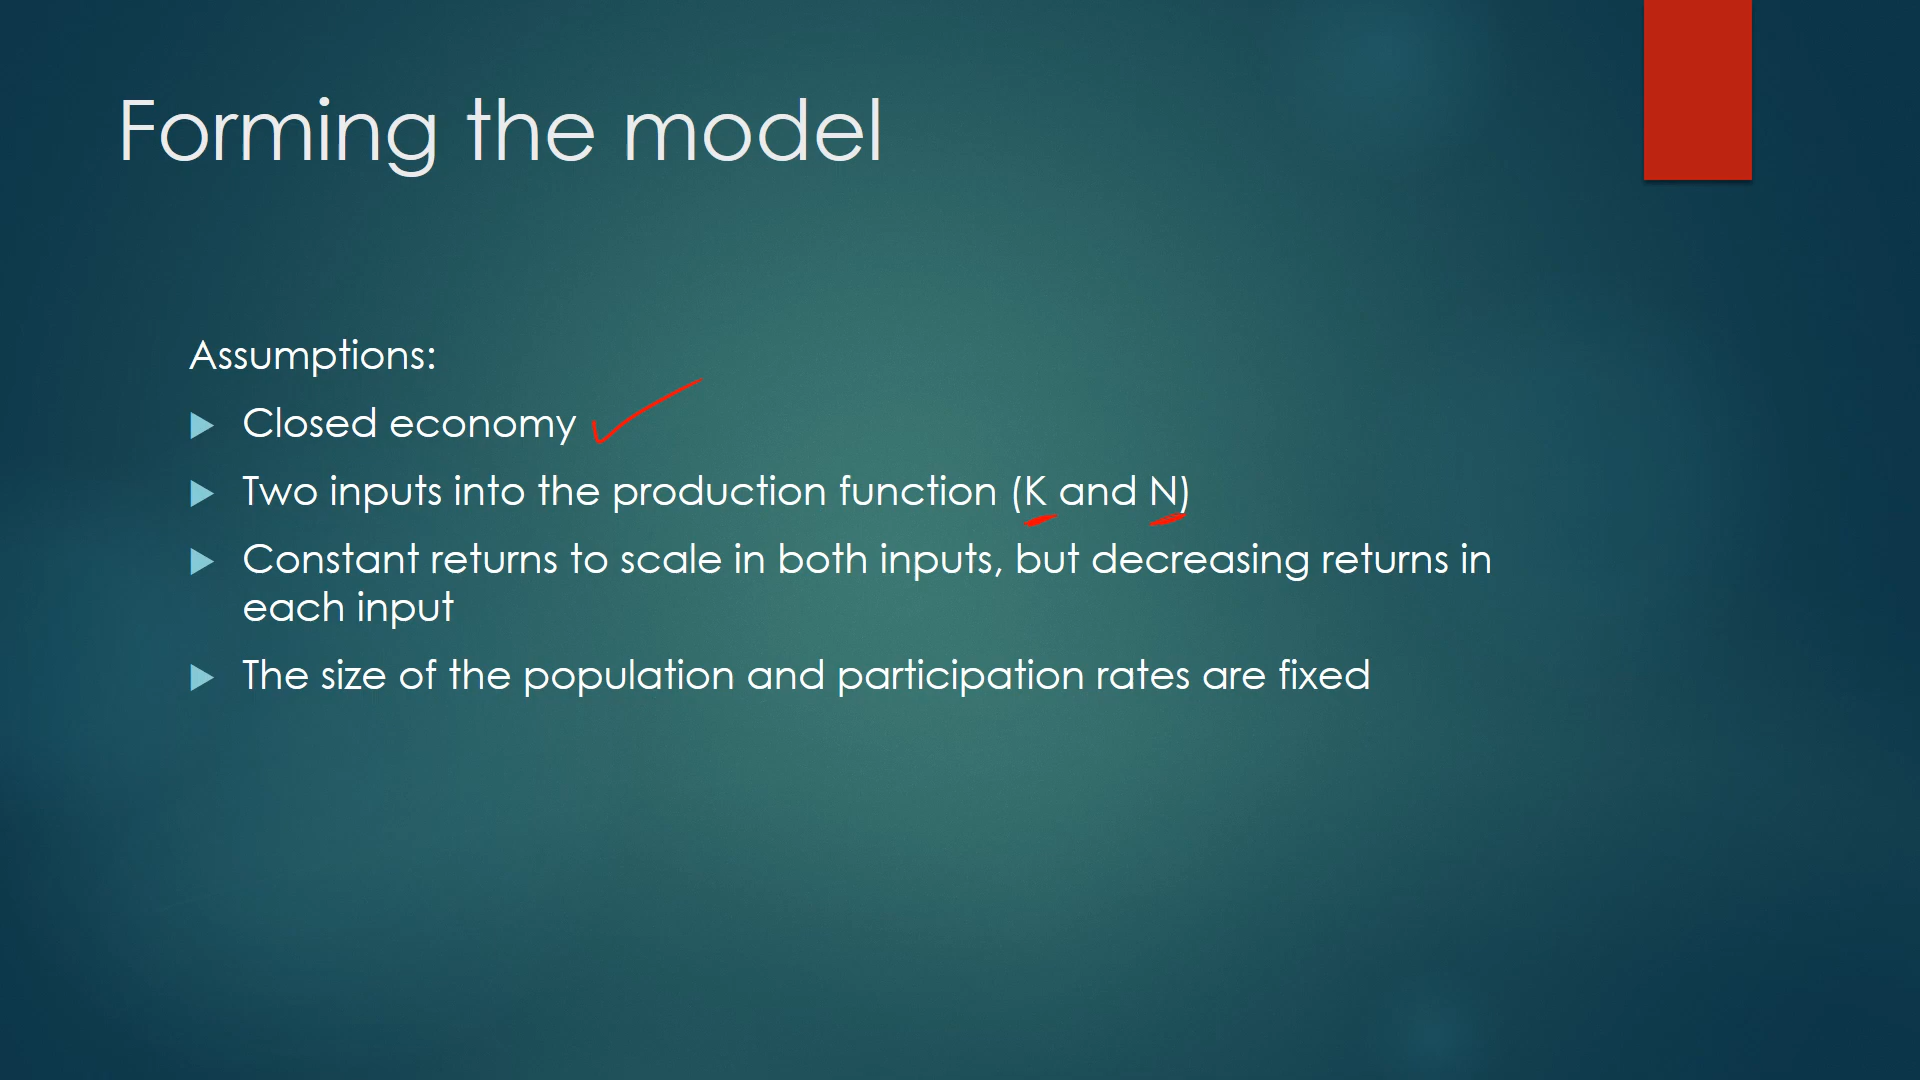 Forming the model
Assumptions:
Closed economy
Two inputs into the production function (K and N)
Constant returns to scale in both inputs, but decreasing returns in
each input
The size of the population and participation rates are fixed